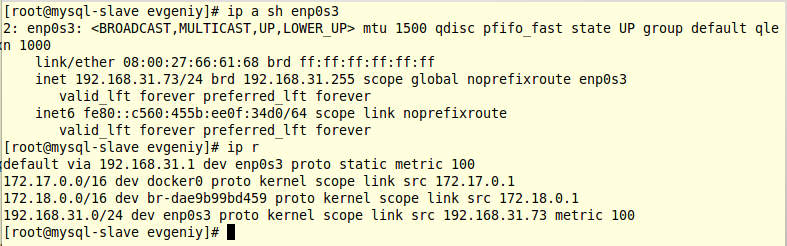 [root@mysql-slave evgeniy]# ip a sh enp0s3
2: enp0s3: <BROADCAST,MULTICAST,UP,LOWER_UP> mtu 1500 qdisc pfifo_fast state UP group default qle
n 1000
link/ether 08:00:27:66:61:68 brd ff:ff:ff:ff:ff:ff
inet 192.168.31.73/24 brd 192.168.31.255 scope global noprefixroute enp0s3
valid_lft forever preferred_lft forever
inet6 fe80::c560:455b:ee0f:34d0/64 scope link noprefixroute
valid_lft forever preferred_lft forever
[root@mysql-slave evgeniy]# ip r
default via 192.168.31.1 dev enp0s3 proto static metric 100
172.17.0.0/16 dev docker0 proto kernel scope link src 172.17.0.1
172.18.0.0/16 dev br-dae9b99bd459 proto kernel scope link src 172.18.0.1
192.168.31.0/24 dev enp0s3 proto kernel scope link src 192.168.31.73 metric 100
[root@mysql-slave evgeniy]#